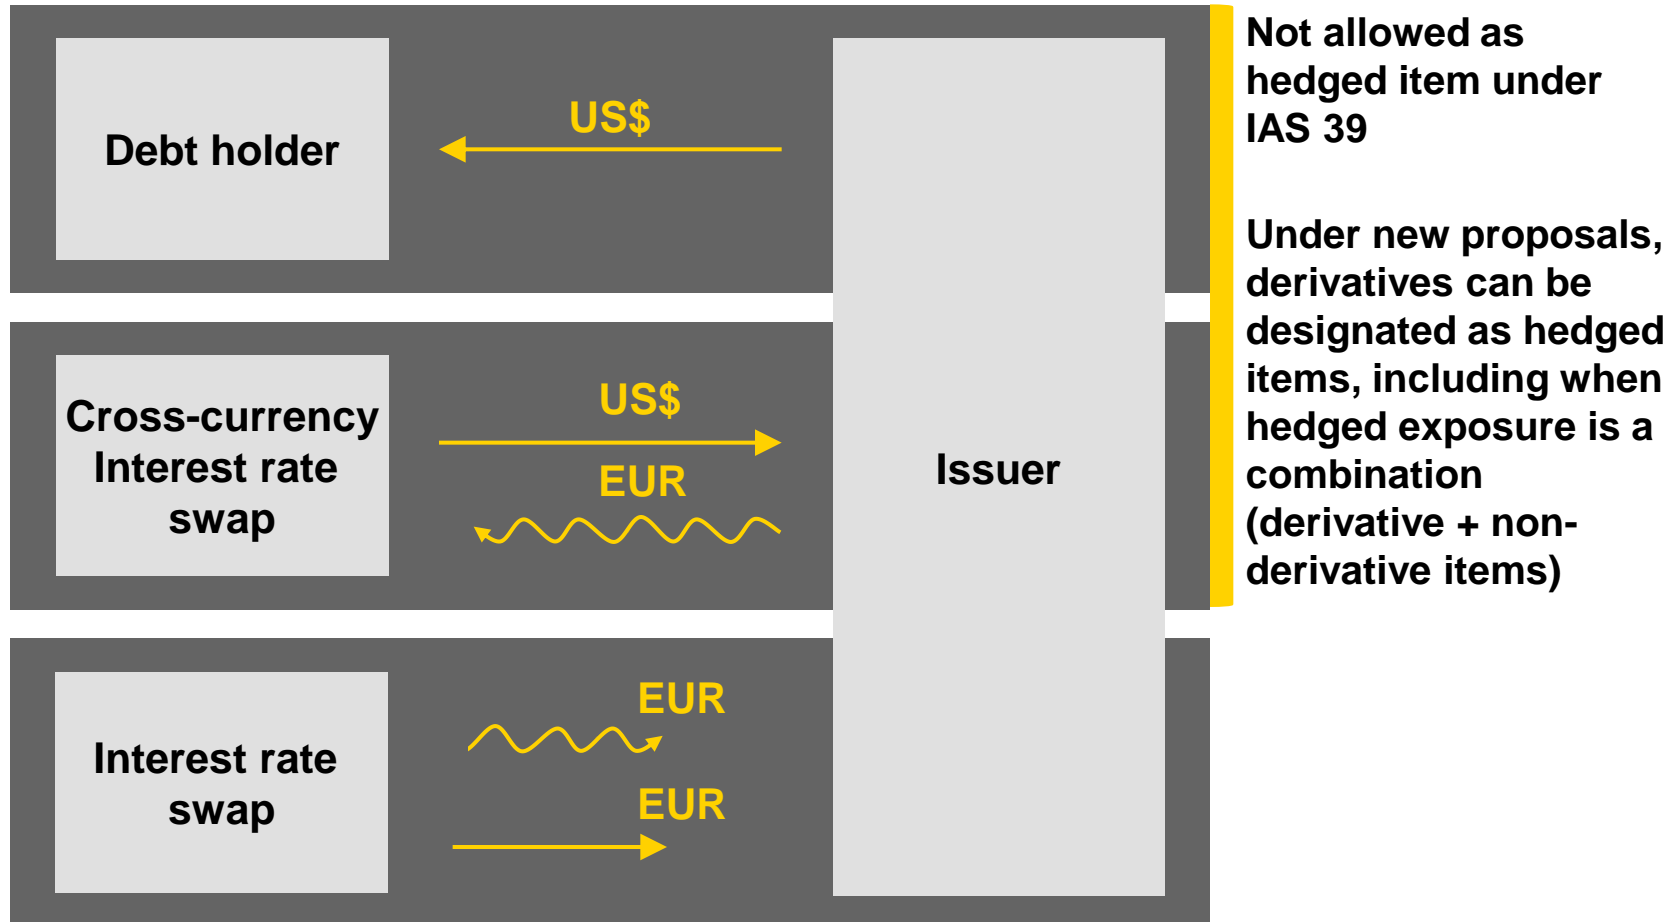 Debt holder
US$
Cross-currency
Interest rate
swap
US$
EUR
Issuer
Interest rate
swap
EUR
EUR
Not allowed as
hedged item under
IAS 39
Under new proposals,
derivatives can be
designated as hedged
items, including when
hedged exposure is a
combination
(derivative + non-
derivative items)